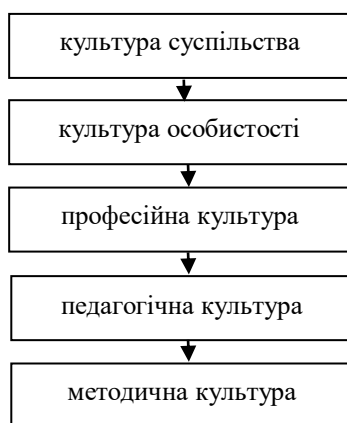 культура суспільства
культура особистості
професійна культура
педагогічна культура
методична культура